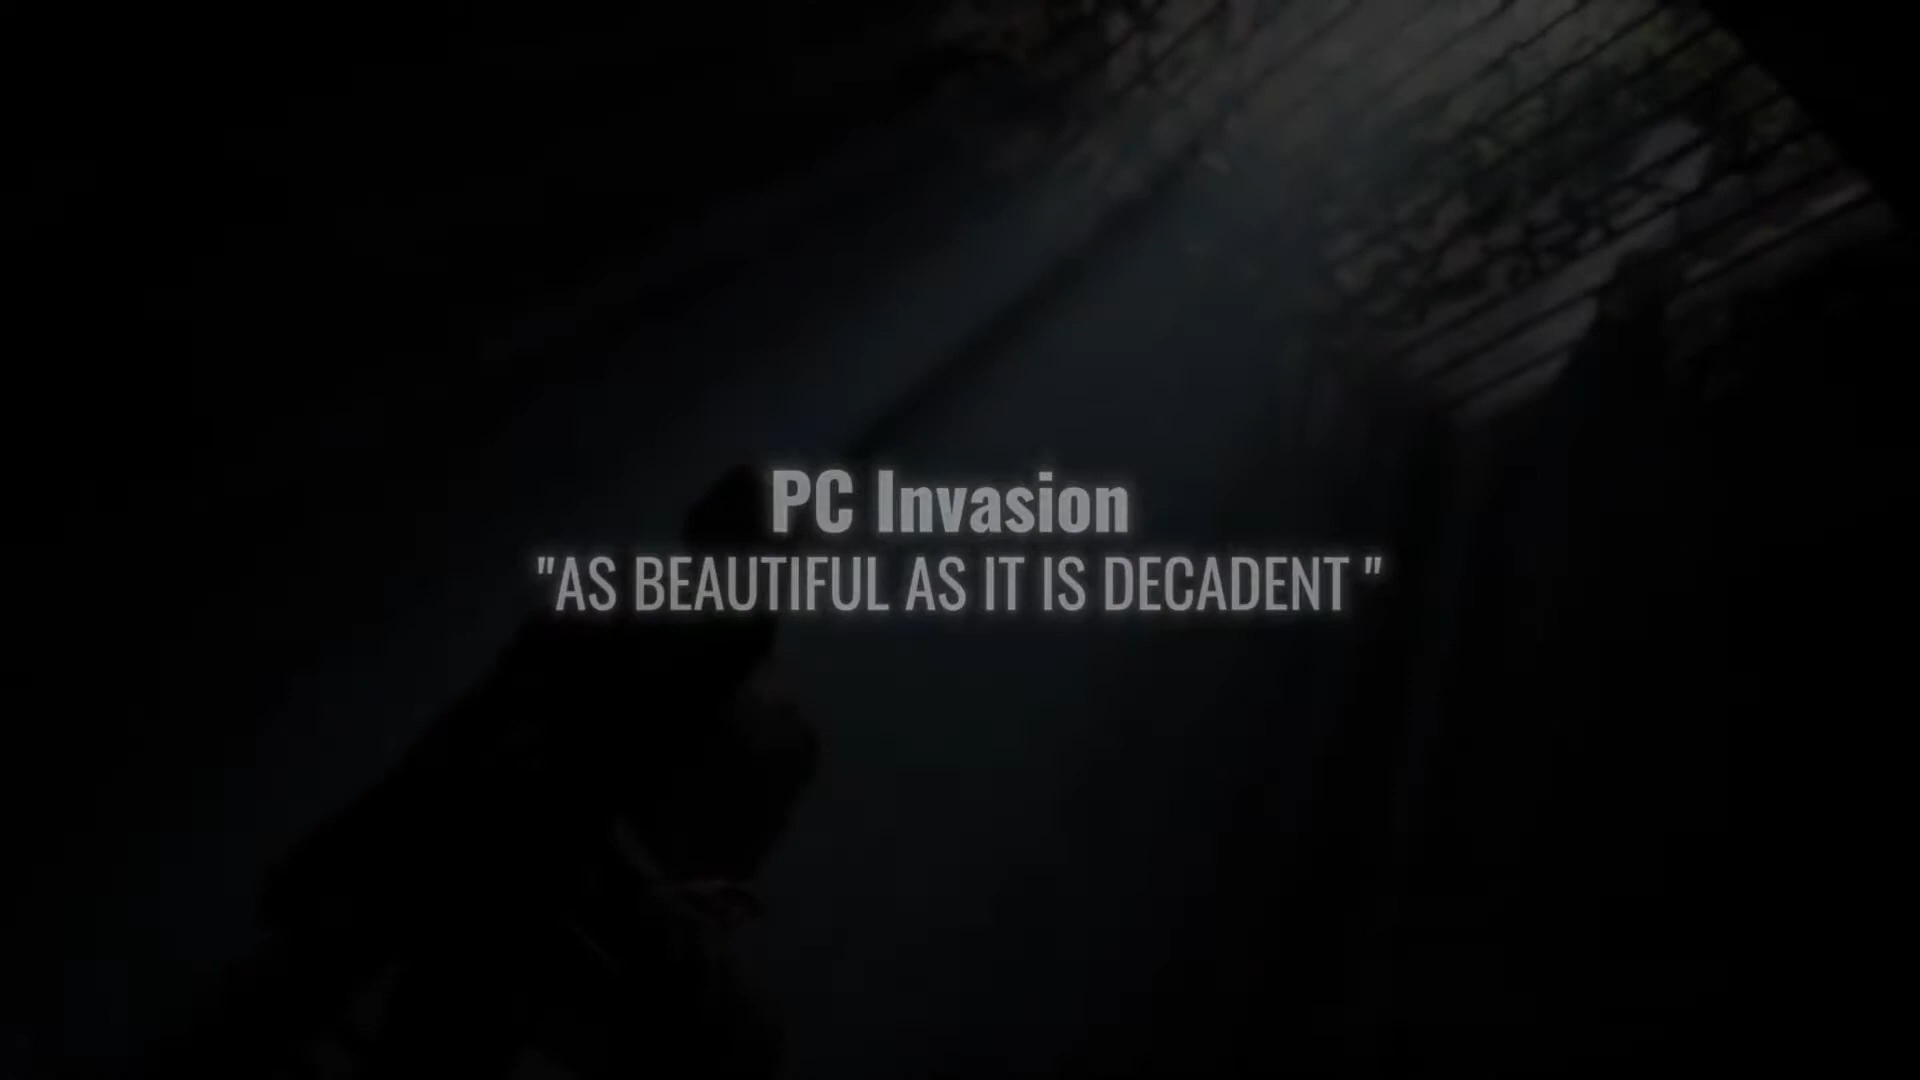 PC Invasion
"AS BEAUTIFUL AS IT IS DECADENT "